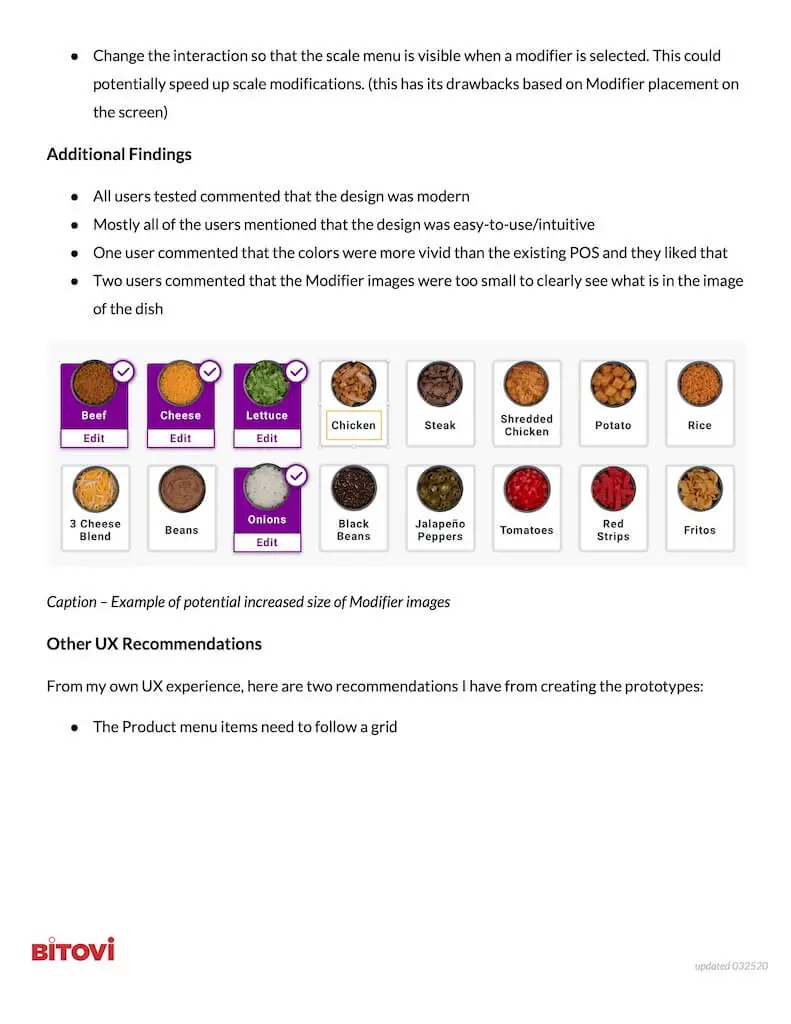 ● Change the interaction so that the scale menu is visible when a modifier is selected. This could
potentially speed up scale modifications. (this has its drawbacks based on Modifier placement on
the screen)
Additional Findings
● All users tested commented that the design was modern
● Mostly all of the users mentioned that the design was easy-to-use/intuitive
● One user commented that the colors were more vivid than the existing POS and they liked that
● Two users commented that the Modifier images were too small to clearly see what is in the image
of the dish
Beef
Edit
Cheese
Edit
Lettuce
Edit
Chicken
Steak
Shredded
Chicken
Potato
Rice
3 Cheese
Blend
Beans
Onions
Edit
Black
Beans
Jalapeño
Peppers
Tomatoes
Red
Strips
Fritos
Caption – Example of potential increased size of Modifier images
Other UX Recommendations
From my own UX experience, here are two recommendations I have from creating the prototypes:
● The Product menu items need to follow a grid
BITOVI
updated 032520